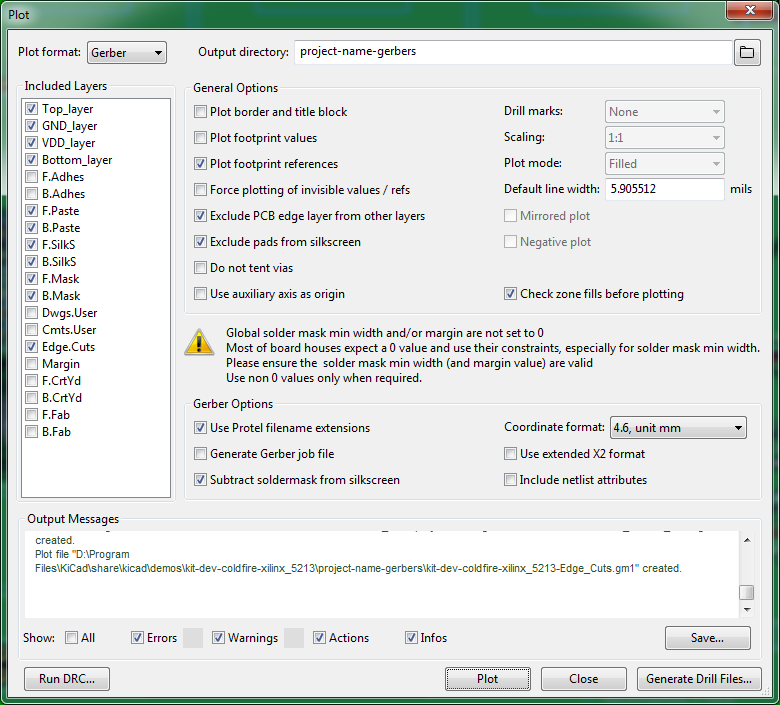 Plot
Plot format: Gerber
Output directory: project-name-gerbers
Included Layers
Top_layer
GND_layer
VDD_layer
Bottom_layer
F.Adhes
B.Adhes
F.Paste
B.Paste
F.SilkS
B.SilkS
F.Mask
B.Mask
Dwgs.User
Cmts.User
Edge.Cuts
Margin
F.CrtYd
B.CrtYd
F.Fab
B.Fab
General Options
Plot border and title block
Plot footprint values
Plot footprint references
Force plotting of invisible values / refs
Exclude PCB edge layer from other layers
Exclude pads from silkscreen
Do not tent vias
Use auxiliary axis as origin
Drill marks: None
Scaling: 1:1
Plot mode: Filled
Default line width: 5.905512 mils
Mirrored plot
Negative plot
Check zone fills before plotting
Global solder mask min width and/or margin are not set to 0
Most of board houses expect a 0 value and use their constraints, especially for solder mask min width.
Please ensure the solder mask min width (and margin value) are valid
Use non 0 values only when required.
Gerber Options
Use Protel filename extensions
Generate Gerber job file
Subtract soldermask from silkscreen
Coordinate format: 4.6, unit mm
Use extended X2 format
Include netlist attributes
Output Messages
created.
Plot file "D:\Program
Files\KiCad\share\kicad\demos\kit-dev-coldfire-xilinx_5213\project-name-gerbers\kit-dev-coldfire-xilinx_5213-Edge_Cuts.gm1" created.
Show: All Errors Warnings Actions Infos Save...
Run DRC... Plot Close Generate Drill Files...